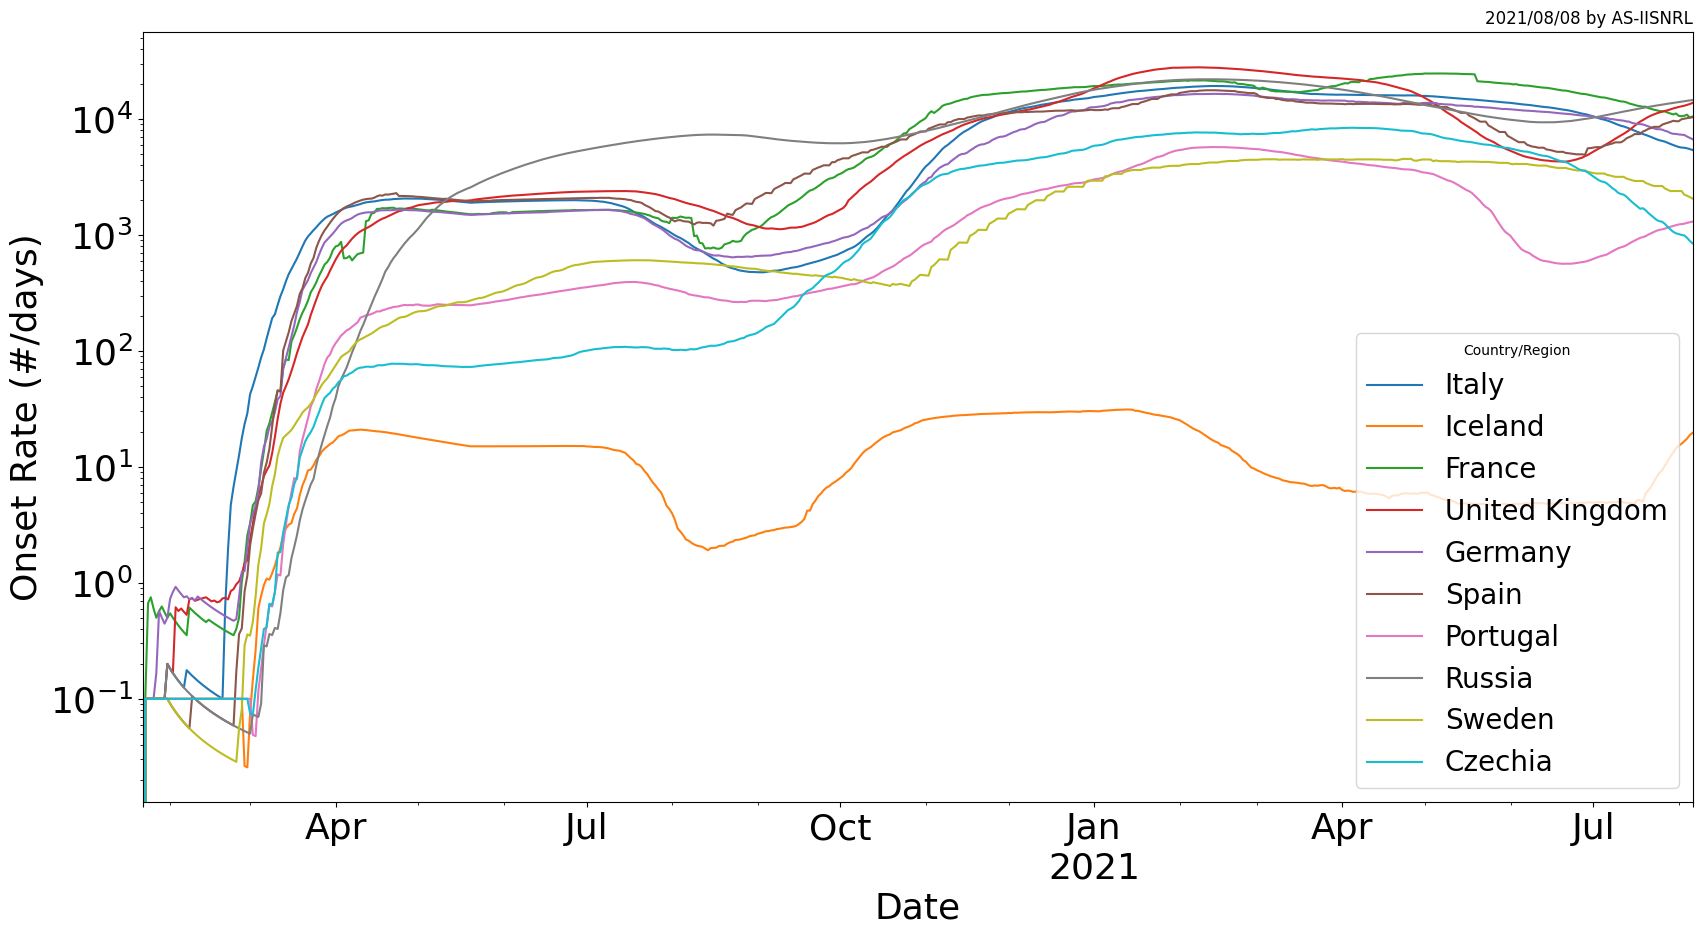 2021/08/08 by AS-IISNRL
Onset Rate (#/days)
10^4
10^3
10^2
10^1
10^0
10^-1
Country/Region
Italy
Iceland
France
United Kingdom
Germany
Spain
Portugal
Russia
Sweden
Czechia
Apr Jul Oct Jan Apr Jul
2021
Date